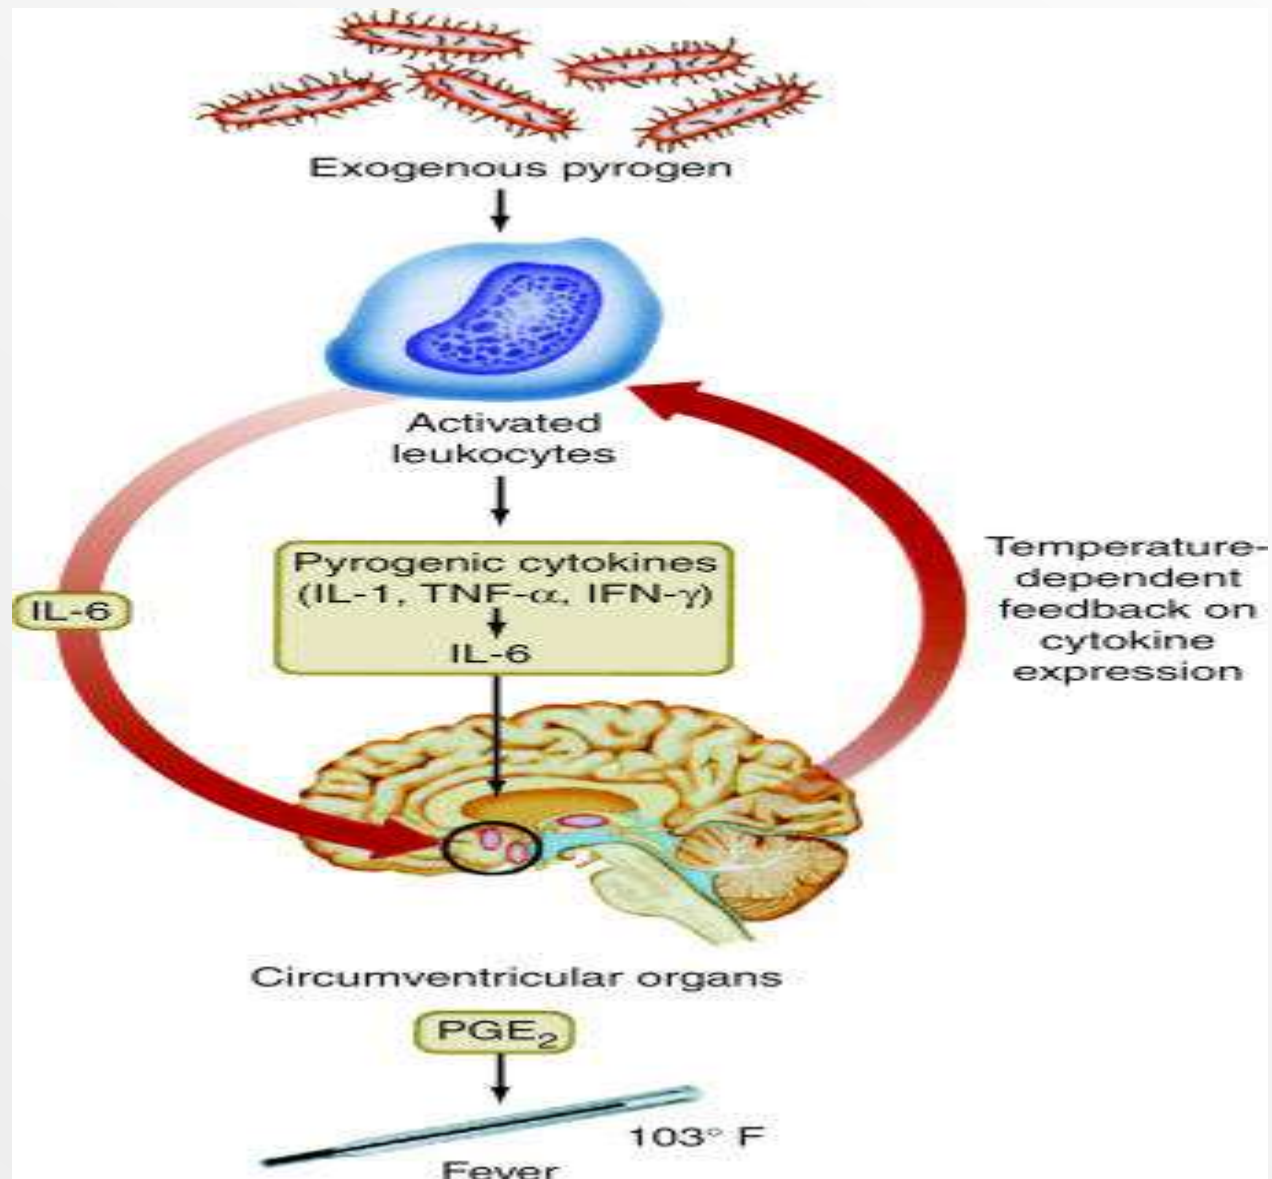 Exogenous pyrogen
Activated
leukocytes
Pyrogenic cytokines
(IL-1, TNF-α, IFN-γ)
IL-6
IL-6
Temperature-
dependent
feedback on
cytokine
expression
Circumventricular organs
PGE₂
103° F
Fever